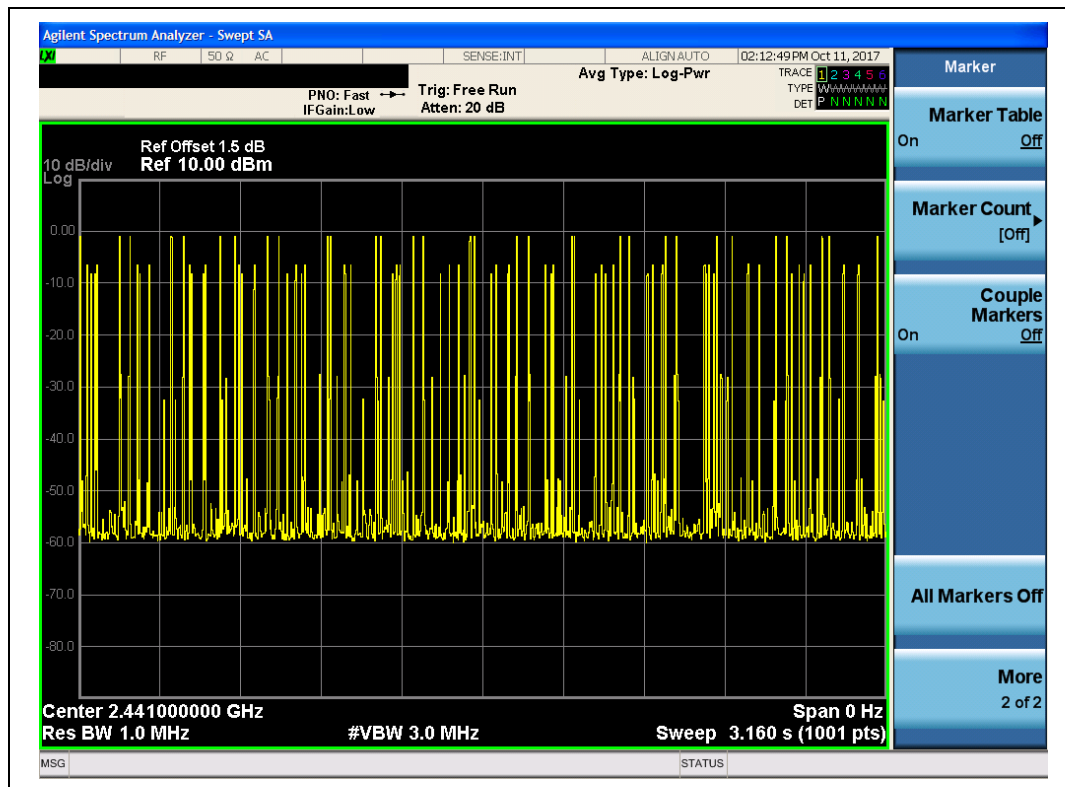 Agilent Spectrum Analyzer - Swept SA
LXI RF 50 Ω AC SENSE:INT ALIGNAUTO 02:12:49 PM Oct 11, 2017
Avg Type: Log-Pwr TRACE 1 2 3 4 5 6
PNO: Fast Trig: Free Run TYPE WWWWWW
IFGain:Low Atten: 20 dB DET P N N N N N
Ref Offset 1.5 dB
10 dB/div Ref 10.00 dBm
Log
0.00
-10.0
-20.0
-30.0
-40.0
-50.0
-60.0
-70.0
-80.0
Center 2.441000000 GHz Span 0 Hz
Res BW 1.0 MHz #VBW 3.0 MHz Sweep 3.160 s (1001 pts)
MSG STATUS
Marker
Marker Table
On Off
Marker Count
[Off]
Couple
Markers
On Off
All Markers Off
More
2 of 2